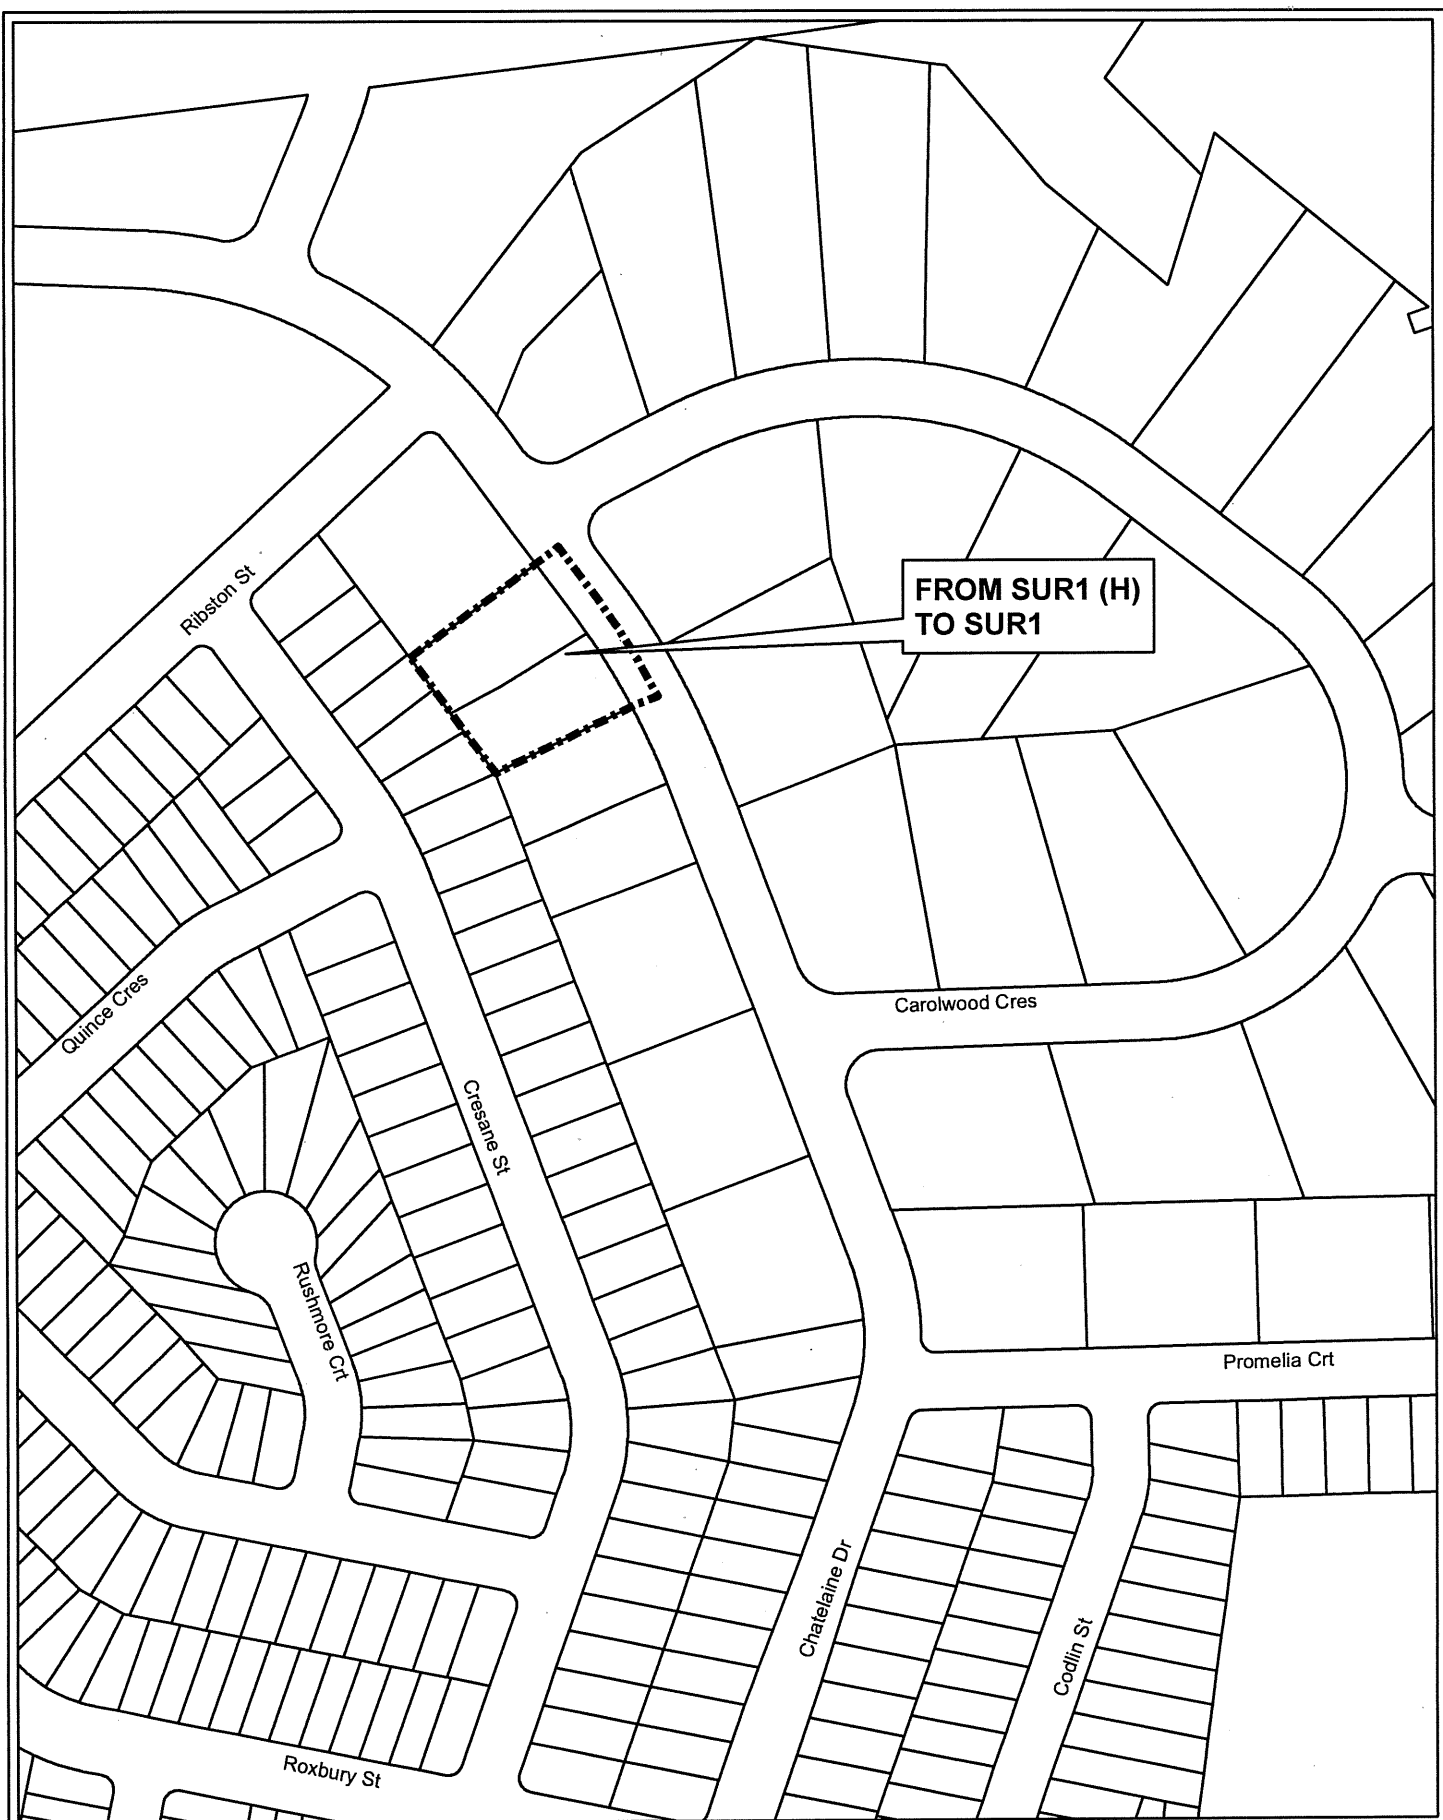 Ribston St
FROM SUR1 (H)
TO SUR1
Quince Cres
Carolwood Cres
Cresane St
Rushmore Crt
Promelia Crt
Chatelaine Dr
Codlin St
Roxbury St